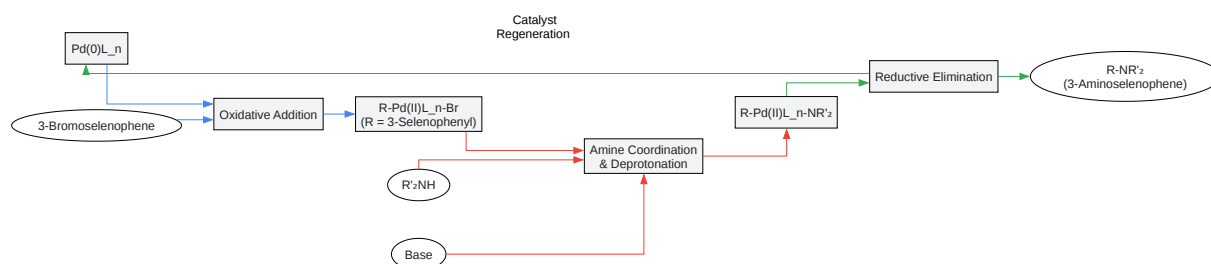 Catalyst
Regeneration
Pd(0)L_n
3-Bromoselenophene
Oxidative Addition
R-Pd(II)L_n-Br
(R = 3-Selenophenyl)
R'₂NH
Base
Amine Coordination
& Deprotonation
R-Pd(II)L_n-NR'₂
Reductive Elimination
R-NR'₂
(3-Aminoselenophene)